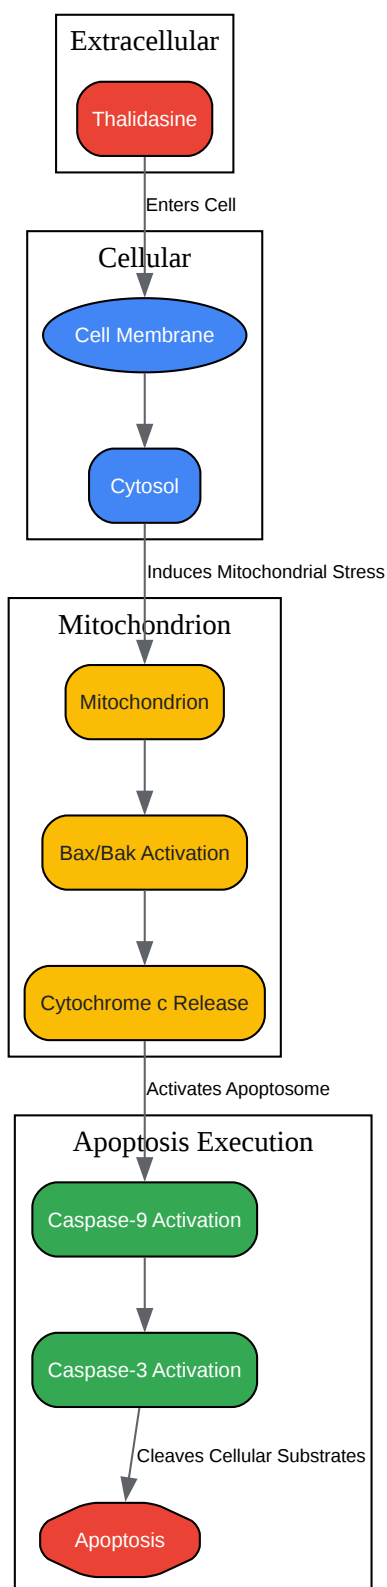 Extracellular
Thalidasine
Enters Cell
Cellular
Cell Membrane
Cytosol
Induces Mitochondrial Stress
Mitochondrion
Mitochondrion
Bax/Bak Activation
Cytochrome c Release
Activates Apoptosome
Apoptosis Execution
Caspase-9 Activation
Caspase-3 Activation
Cleaves Cellular Substrates
Apoptosis